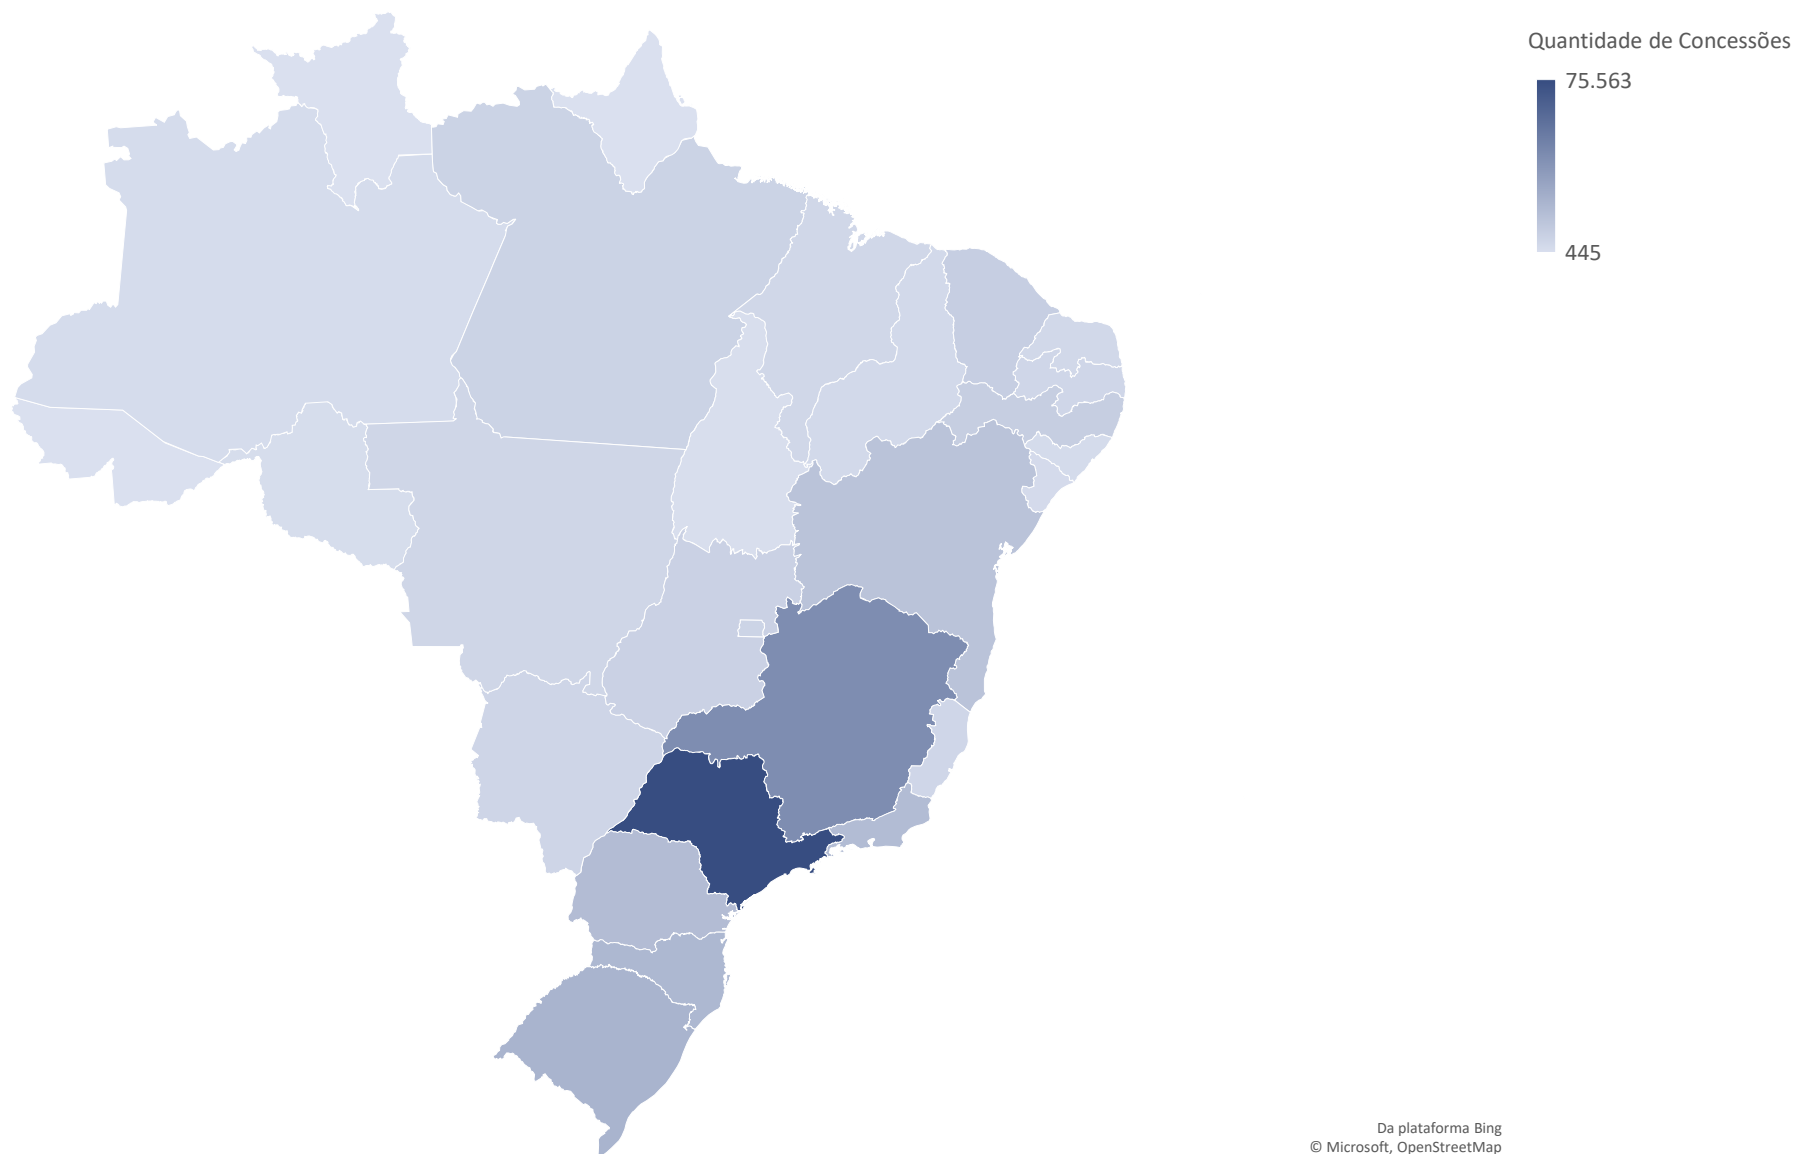 Quantidade de Concessões
75.563
445
Da plataforma Bing
© Microsoft, OpenStreetMap